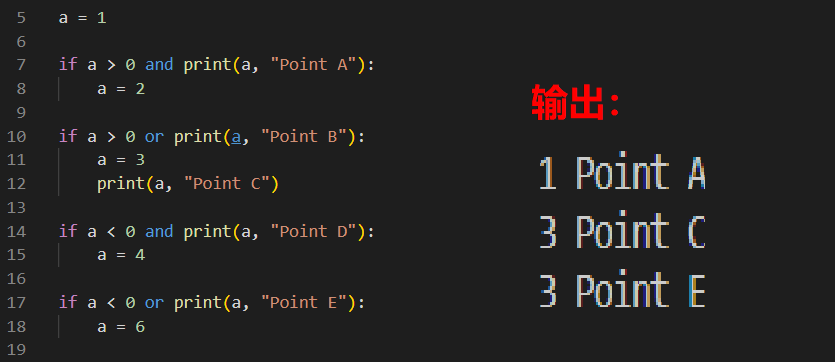 5 a = 1
6
7 if a > 0 and print(a, "Point A"):
8     a = 2
9
10 if a > 0 or print(a, "Point B"):
11     a = 3
12     print(a, "Point C")
13
14 if a < 0 and print(a, "Point D"):
15     a = 4
16
17 if a < 0 or print(a, "Point E"):
18     a = 6
19
输出：
1 Point A
3 Point C
3 Point E